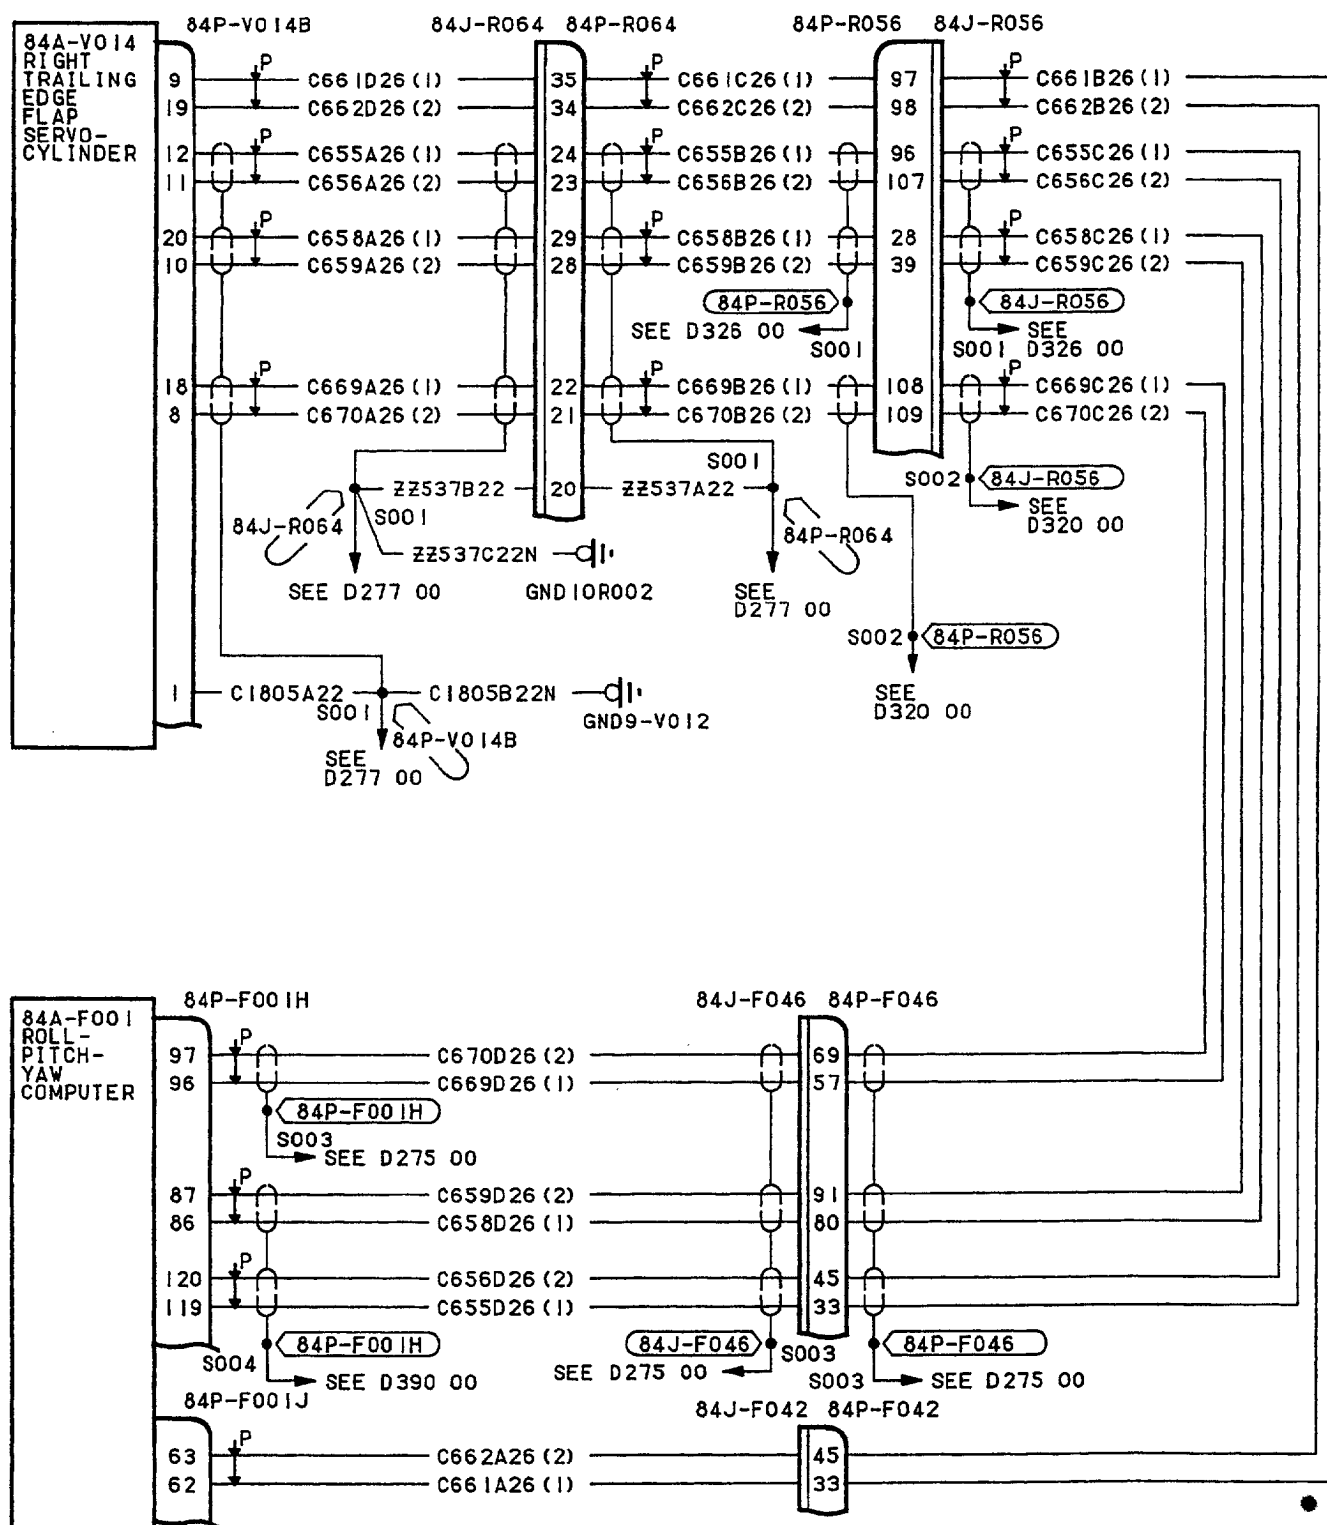 84P-V014B 84J-R064 84P-R064 84P-R056 84J-R056
84A-V014
RIGHT
TRAILING
EDGE
FLAP
SERVO-
CYLINDER
P P P
9 C661D26(1) 35 C661C26(1) 97 C661B26(1)
19 C662D26(2) 34 C662C26(2) 98 C662B26(2)
P P P
12 C655A26(1) 24 C655B26(1) 96 C655C26(1)
11 C656A26(2) 23 C656B26(2) 107 C656C26(2)
P P P
20 C658A26(1) 29 C658B26(1) 28 C658C26(1)
10 C659A26(2) 28 C659B26(2) 39 C659C26(2)
84P-R056 84J-R056
SEE D326 00 S001 S001 SEE
D326 00
P P P
18 C669A26(1) 22 C669B26(1) 108 C669C26(1)
8 C670A26(2) 21 C670B26(2) 109 C670C26(2)
S001 S002 84J-R056
ZZ537B22 20 ZZ537A22 SEE
D320 00
84J-R064 S001 84P-R064
ZZ537C22N
SEE D277 00 GND10R002 SEE
D277 00
S002 84P-R056
1 C1805A22 C1805B22N SEE
D320 00
S001 GND9-V012
84P-V014B
SEE
D277 00
84P-F001H 84J-F046 84P-F046
84A-F001
ROLL-
PITCH-
YAW
COMPUTER
P
97 C670D26(2) 69
96 C669D26(1) 57
84P-F001H
S003
SEE D275 00
P
87 C659D26(2) 91
86 C658D26(1) 80
P
120 C656D26(2) 45
119 C655D26(1) 33
S004 84P-F001H 84J-F046 S003 84P-F046
SEE D390 00 SEE D275 00 S003 SEE D275 00
84P-F001J 84J-F042 84P-F042
P
63 C662A26(2) 45
62 C661A26(1) 33